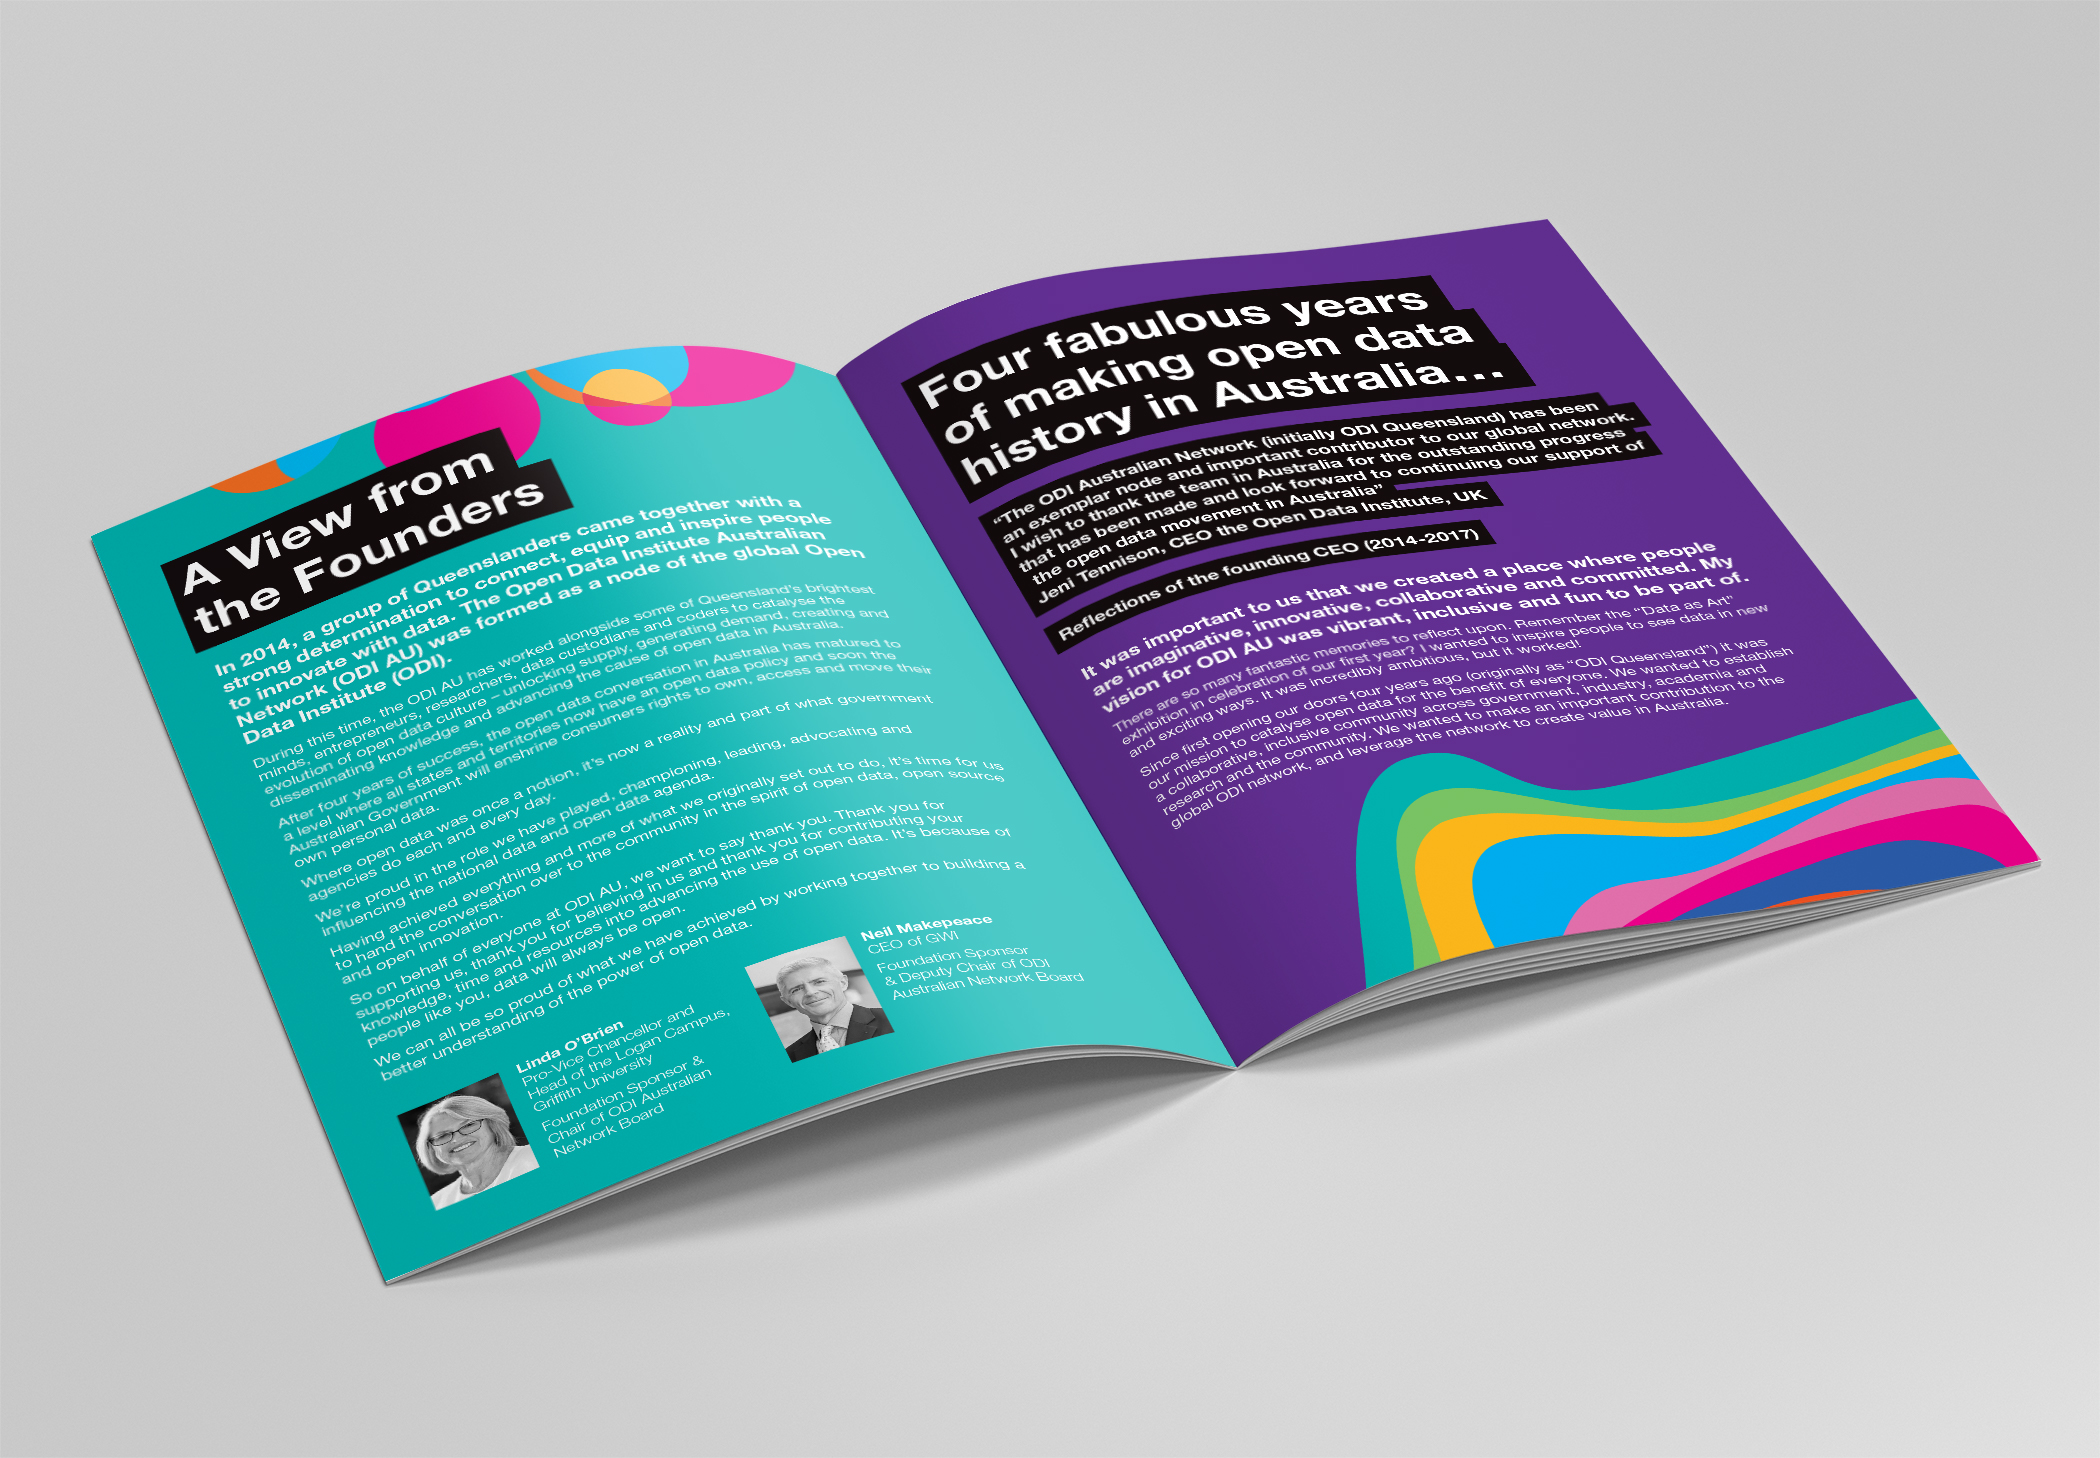 A View from
the Founders
In 2014, a group of Queenslanders came together with a
strong determination to connect, equip and inspire people
to innovate with data. The Open Data Institute Australian
Network (ODI AU) was formed as a node of the global Open
Data Institute (ODI).
During this time, the ODI AU has worked alongside some of Queensland's brightest
minds, entrepreneurs, researchers, data custodians and coders to catalyse the
evolution of open data culture – unlocking supply, generating demand, creating and
disseminating knowledge and advancing the cause of open data in Australia.
After four years of success, the open data conversation in Australia has matured to
a level where all states and territories now have an open data policy and soon the
Australian Government will enshrine consumers rights to own, access and move their
own personal data.
Where open data was once a notion, it's now a reality and part of what government
agencies do each and every day.
We're proud in the role we have played, championing, leading, advocating and
influencing the national data and open data agenda.
Having achieved everything and more of what we originally set out to do, it's time for us
to hand the conversation over to the community in the spirit of open data, open source
and open innovation.
So on behalf of everyone at ODI AU, we want to say thank you. Thank you for
supporting us, thank you for believing in us and thank you for contributing your
knowledge, time and resources into advancing the use of open data. It's because of
people like you, data will always be open.
We can all be so proud of what we have achieved by working together to building a
better understanding of the power of open data.
Linda O'Brien
Pro-Vice Chancellor and
Head of the Logan Campus,
Griffith University
Foundation Sponsor &
Chair of ODI Australian
Network Board
Neil Makepeace
CEO of GWI
Foundation Sponsor
& Deputy Chair of ODI
Australian Network Board
Four fabulous years
of making open data
history in Australia...
“The ODI Australian Network (initially ODI Queensland) has been
an exemplar node and important contributor to our global network.
I wish to thank the team in Australia for the outstanding progress
that has been made and look forward to continuing our support of
the open data movement in Australia”
Jeni Tennison, CEO the Open Data Institute, UK
Reflections of the founding CEO (2014-2017)
It was important to us that we created a place where people
are imaginative, innovative, collaborative and committed. My
vision for ODI AU was vibrant, inclusive and fun to be part of.
There are so many fantastic memories to reflect upon. Remember the “Data as Art”
exhibition in celebration of our first year? I wanted to inspire people to see data in new
and exciting ways. It was incredibly ambitious, but it worked!
Since first opening our doors four years ago (originally as “ODI Queensland”) it was
our mission to catalyse open data for the benefit of everyone. We wanted to establish
a collaborative, inclusive community across government, industry, academia and
research and the community. We wanted to make an important contribution to the
global ODI network, and leverage the network to create value in Australia.